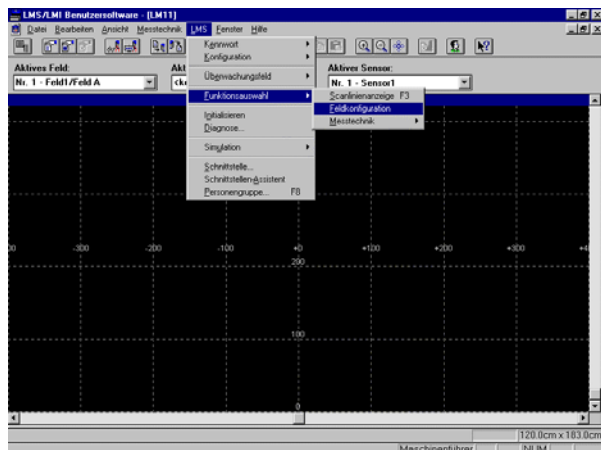 LMS/LMI Benutzersoftware - [LM11]
Datei Bearbeiten Ansicht Messtechnik LMS Fenster Hilfe
Aktives Feld:
Nr. 1 - Feld1/Feld A
Aktives Sensor:
Nr. 1 - Sensor1
Kennwort
Konfiguration
Überwachungsfeld
Funktionsauswahl
Initialisieren
Diagnose...
Simulation
Schnittstelle...
Schnittstellen-Assistent
Personengruppe... F8
Scanlinienanzeige F3
Feldkonfiguration
Messtechnik
-300 -200 -100 +0 +100 +200 +300
200
100
0
120.0cm x 183.0cm
Maschinenführer NUM